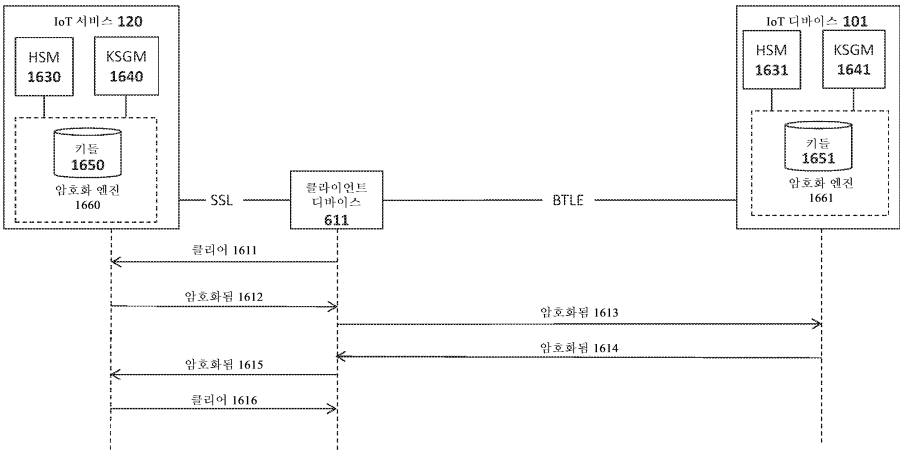 IoT 서비스 120
HSM
1630
KSGM
1640
키들
1650
암호화 엔진
1660
SSL
클라이언트
디바이스
611
BTLE
IoT 디바이스 101
HSM
1631
KSGM
1641
키들
1651
암호화 엔진
1661
클리어 1611
암호화됨 1612
암호화됨 1613
암호화됨 1614
암호화됨 1615
클리어 1616